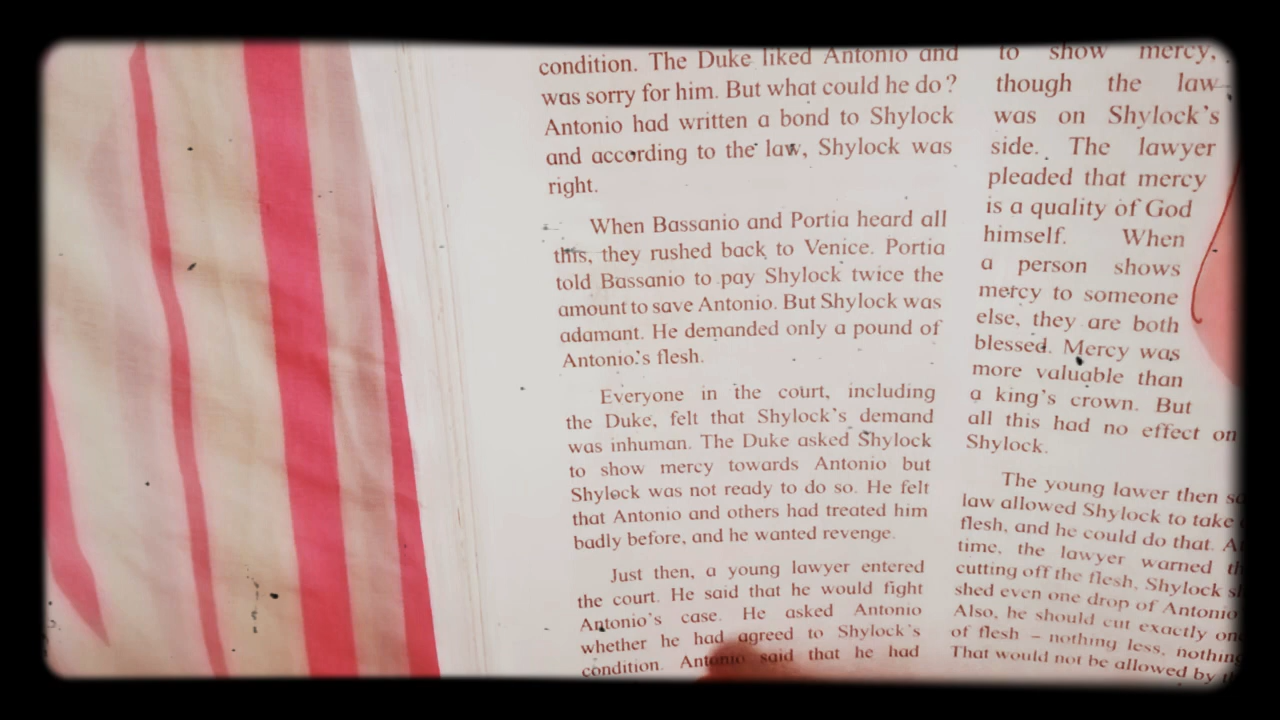 condition. The Duke liked Antonio and
was sorry for him. But what could he do ?
Antonio had written a bond to Shylock
and according to the law, Shylock was
right.
When Bassanio and Portia heard all
this, they rushed back to Venice. Portia
told Bassanio to pay Shylock twice the
amount to save Antonio. But Shylock was
adamant. He demanded only a pound of
Antonio's flesh.
Everyone in the court, including
the Duke, felt that Shylock's demand
was inhuman. The Duke asked Shylock
to show mercy towards Antonio but
Shylock was not ready to do so. He felt
that Antonio and others had treated him
badly before, and he wanted revenge.
Just then, a young lawyer entered
the court. He said that he would fight
Antonio's case. He asked Antonio
whether he had agreed to Shylock's
condition. Antonio said that he had
to show mercy,
though the law
was on Shylock's
side. The lawyer
pleaded that mercy
is a quality of God
himself. When
a person shows
mercy to someone
else, they are both
blessed. Mercy was
more valuable than
a king's crown. But
all this had no effect on
Shylock.
The young lawer then
law allowed Shylock to take
flesh, and he could do that.
time, the lawyer warned
cutting off the flesh, Shylock
shed even one drop of Antonio
Also, he should cut exactly
of flesh – nothing less, nothing
That would not be allowed by